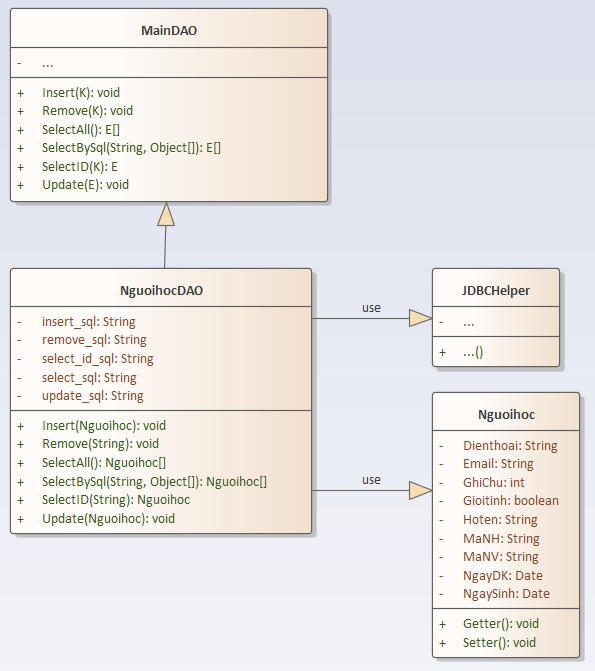 MainDAO
- ...
+ Insert(K): void
+ Remove(K): void
+ SelectAll(): E[]
+ SelectBySql(String, Object[]): E[]
+ SelectID(K): E
+ Update(E): void
NguoihocDAO
- insert_sql: String
- remove_sql: String
- select_id_sql: String
- select_sql: String
- update_sql: String
+ Insert(Nguoihoc): void
+ Remove(String): void
+ SelectAll(): Nguoihoc[]
+ SelectBySql(String, Object[]): Nguoihoc[]
+ SelectID(String): Nguoihoc
+ Update(Nguoihoc): void
use
JDBCHelper
- ...
+ ...()
use
Nguoihoc
- Dienthoai: String
- Email: String
- GhiChu: int
- Gioitinh: boolean
- Hoten: String
- MaNH: String
- MaNV: String
- NgayDK: Date
- NgaySinh: Date
+ Getter(): void
+ Setter(): void